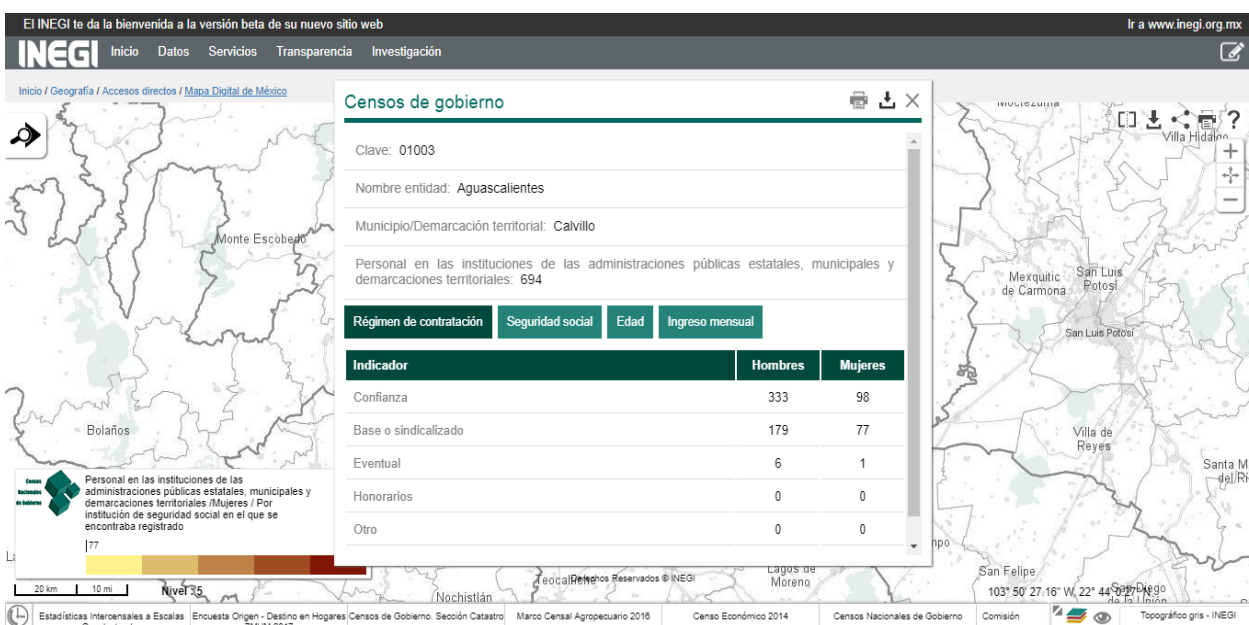 El INEGI te da la bienvenida a la versión beta de su nuevo sitio web
Ir a www.inegi.org.mx
INEGI Inicio Datos Servicios Transparencia Investigación
Inicio / Geografía / Accesos directos / Mapa Digital de México
Censos de gobierno
Clave: 01003
Nombre entidad: Aguascalientes
Municipio/Demarcación territorial: Calvillo
Personal en las instituciones de las administraciones públicas estatales, municipales y
demarcaciones territoriales: 694
Régimen de contratación Seguridad social Edad Ingreso mensual
Indicador Hombres Mujeres
Confianza 333 98
Base o sindicalizado 179 77
Eventual 6 1
Honorarios 0 0
Otro 0 0
Moctezuma
Villa Hidalgo
Monte Escobedo
Mexquitic
de Carmona
San Luis
Potosí
San Luis Potosí
Bolaños
Villa de
Reyes
Santa M
del Rí
Censos
Nacionales
de Gobierno
Personal en las instituciones de las
administraciones públicas estatales, municipales y
demarcaciones territoriales /Mujeres / Por
institución de seguridad social en el que se
encontraba registrado
77
20 km 10 mi
Nivel : 5
Nochistlán
Derechos Reservados © INEGI
Lagos de
Moreno
San Felipe
103° 50' 27.16" W, 22° 44'
Estadísticas Intercensales a Escalas
Encuesta Origen - Destino en Hogares
Censos de Gobierno. Sección Catastro
Marco Censal Agropecuario 2016
Censo Económico 2014
Censos Nacionales de Gobierno
Comisión
Topográfico gris - INEGI